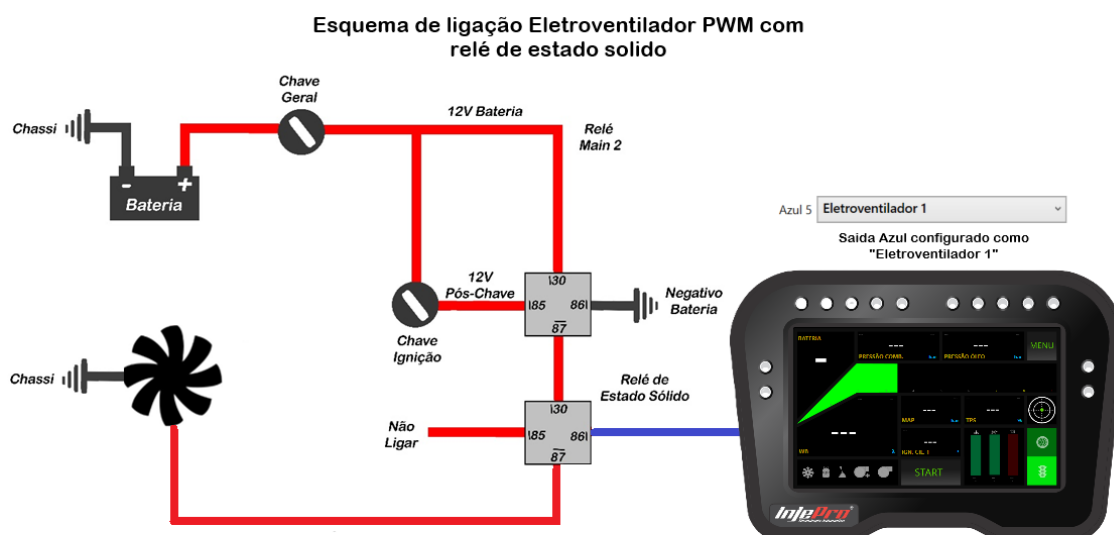 Esquema de ligação Eletroventilador PWM com
relé de estado solido
Chave
Geral
12V Bateria
Relé
Main 2
Chassi
- +
Bateria
Azul 5 Eletroventilador 1
Saida Azul configurado como
"Eletroventilador 1"
12V
Pós-Chave
\30
\85 86\
87
Negativo
Bateria
Chave
Ignição
Chassi
Relé de
Estado Sólido
Não
Ligar
\30
\85 86\
87
BATERIA
PRESSÃO COMB.
PRESSÃO ÓLEO
MENU
MAP
TPS
IGN. CIL. 1
START
InjePro